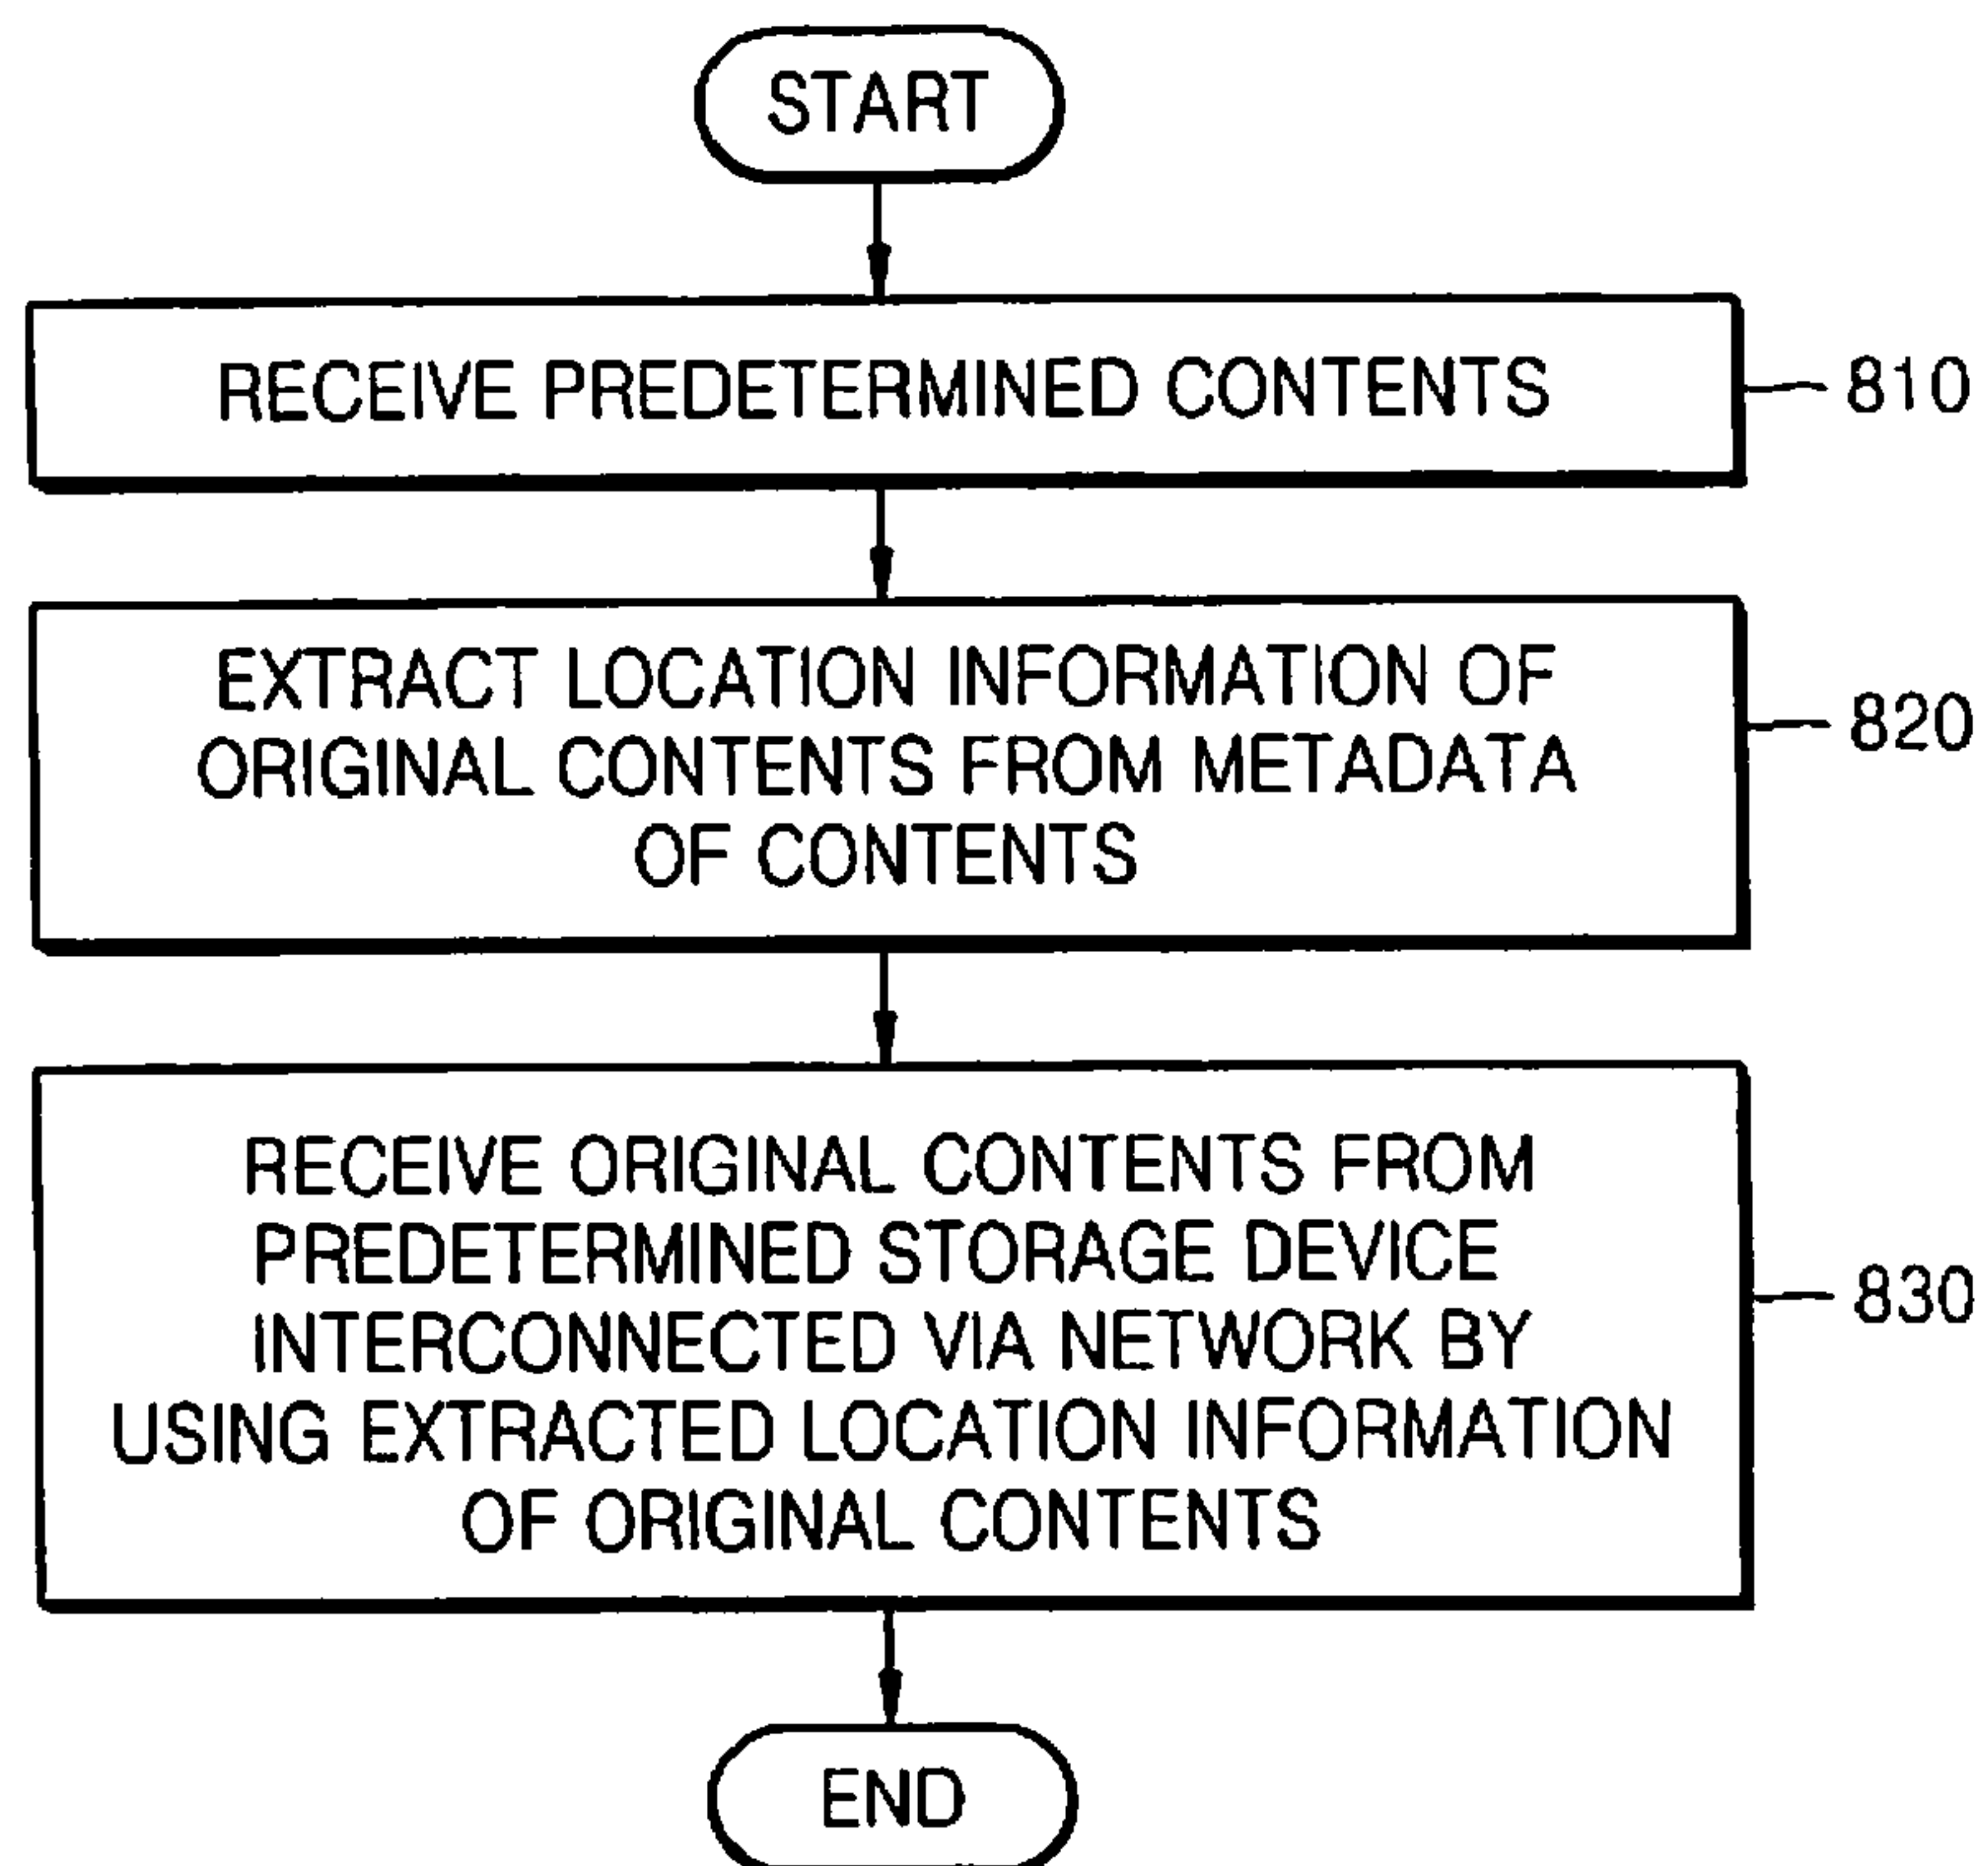 START
RECEIVE PREDETERMINED CONTENTS
810
EXTRACT LOCATION INFORMATION OF
ORIGINAL CONTENTS FROM METADATA
OF CONTENTS
820
RECEIVE ORIGINAL CONTENTS FROM
PREDETERMINED STORAGE DEVICE
INTERCONNECTED VIA NETWORK BY
USING EXTRACTED LOCATION INFORMATION
OF ORIGINAL CONTENTS
830
END